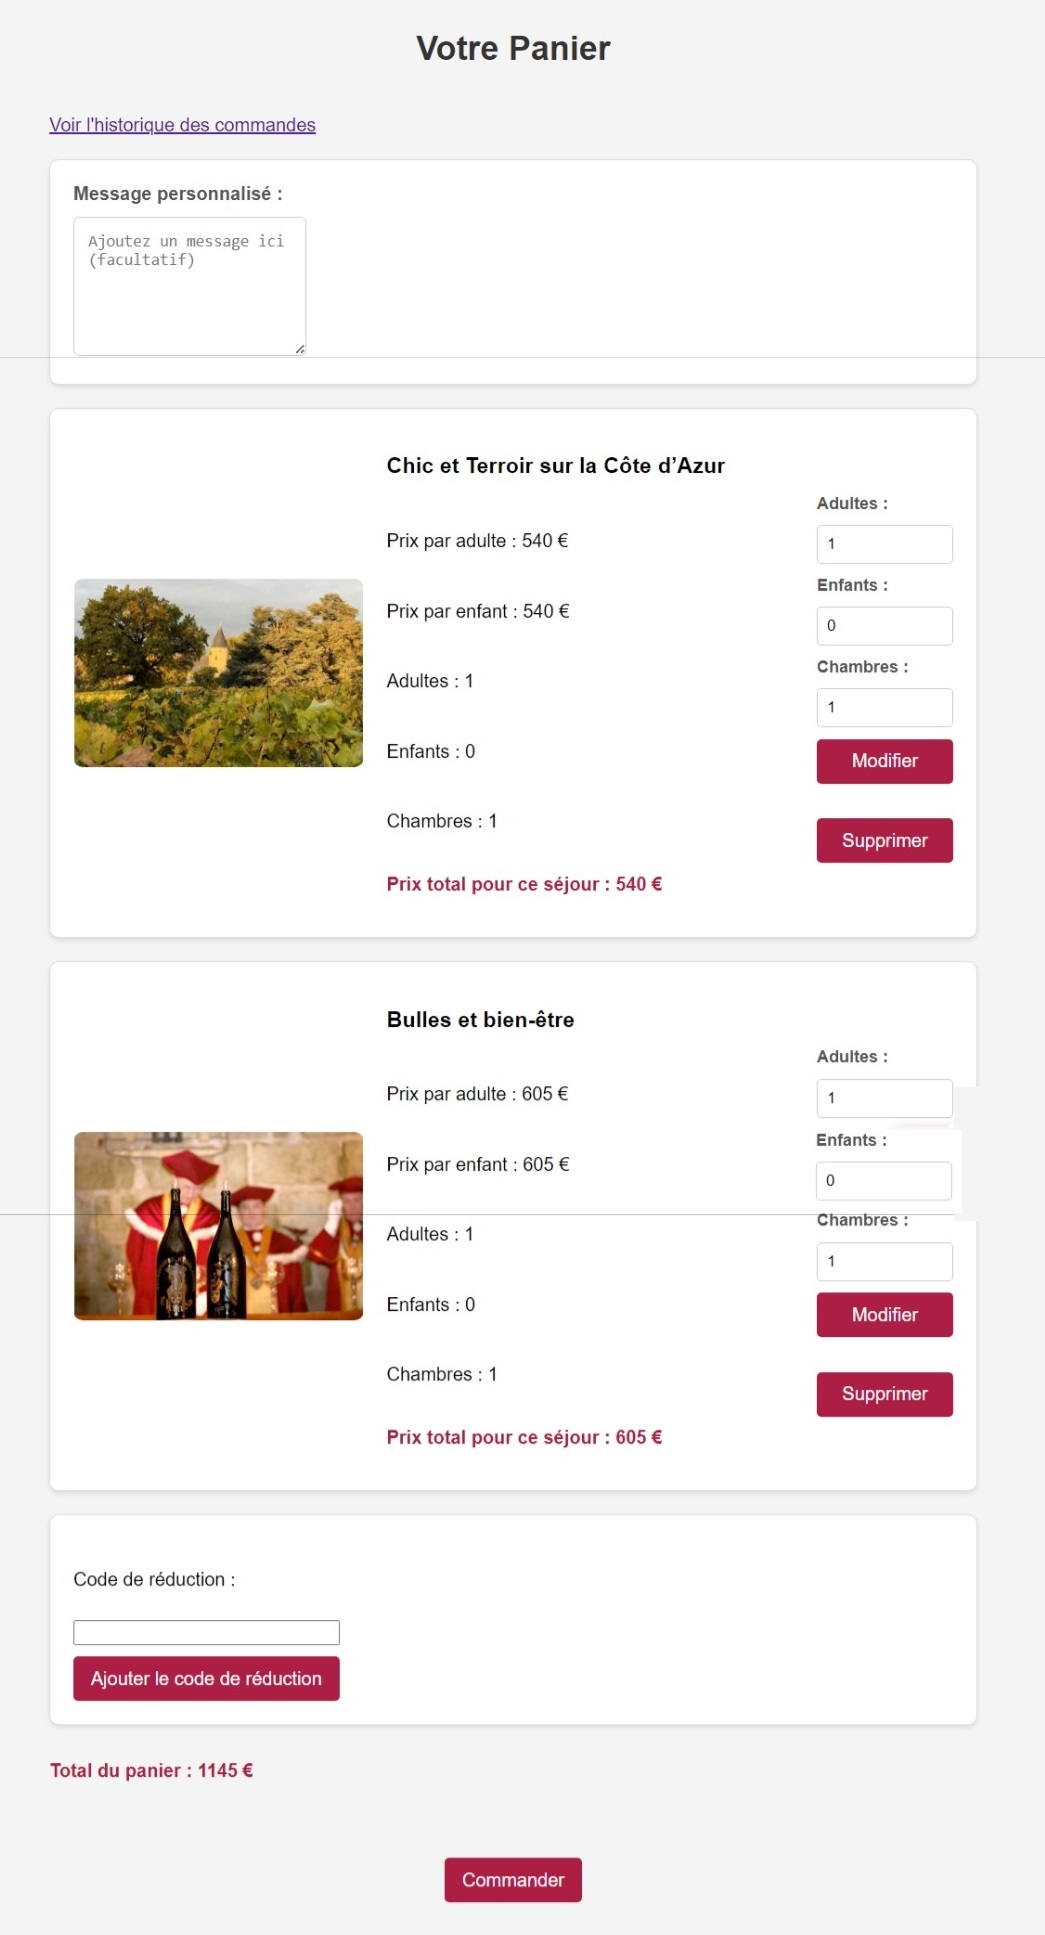 Votre Panier
Voir l'historique des commandes
Message personnalisé :
Ajoutez un message ici
(facultatif)
Chic et Terroir sur la Côte d’Azur
Prix par adulte : 540 €
Prix par enfant : 540 €
Adultes : 1
Enfants : 0
Chambres : 1
Prix total pour ce séjour : 540 €
Adultes :
1
Enfants :
0
Chambres :
1
Modifier
Supprimer
Bulles et bien-être
Prix par adulte : 605 €
Prix par enfant : 605 €
Adultes : 1
Enfants : 0
Chambres : 1
Prix total pour ce séjour : 605 €
Adultes :
1
Enfants :
0
Chambres :
1
Modifier
Supprimer
Code de réduction :
Ajouter le code de réduction
Total du panier : 1145 €
Commander